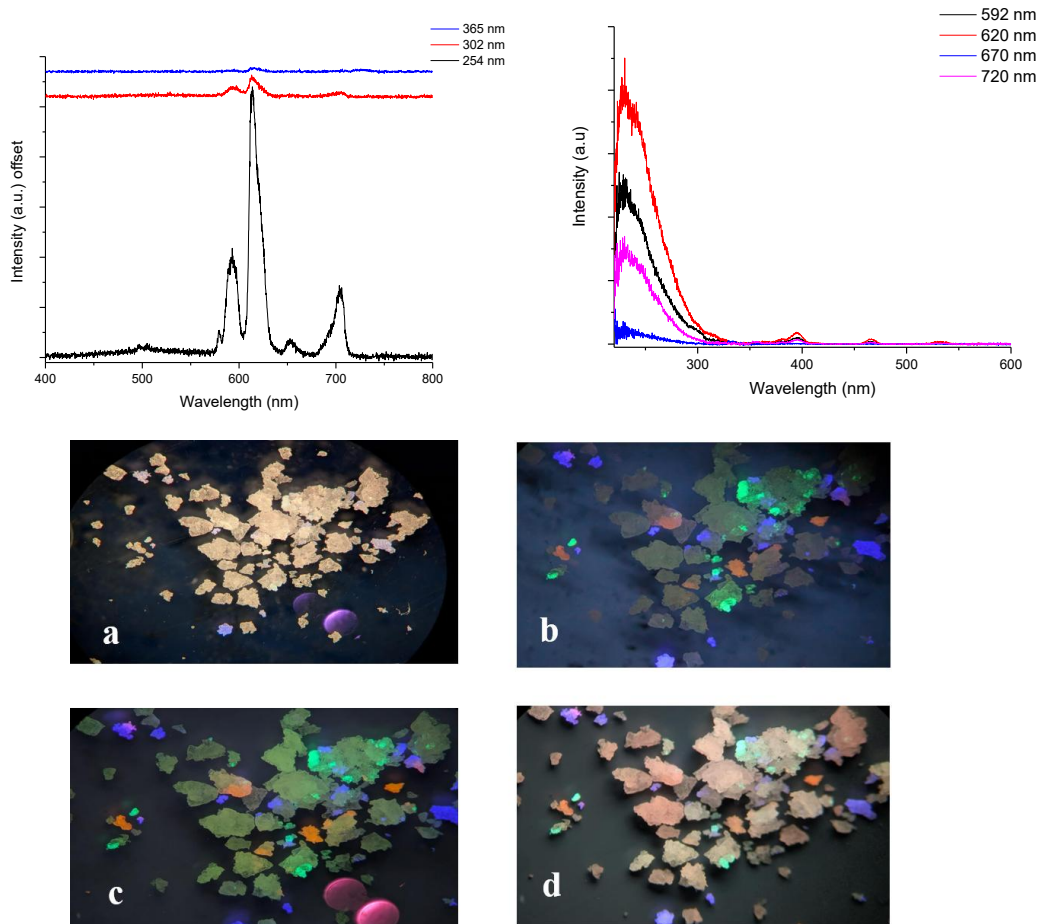 365 nm
302 nm
254 nm
Intensity (a.u.) offset
400 500 600 700 800
Wavelength (nm)
592 nm
620 nm
670 nm
720 nm
Intensity (a.u)
300 400 500 600
Wavelength (nm)
a
b
c
d